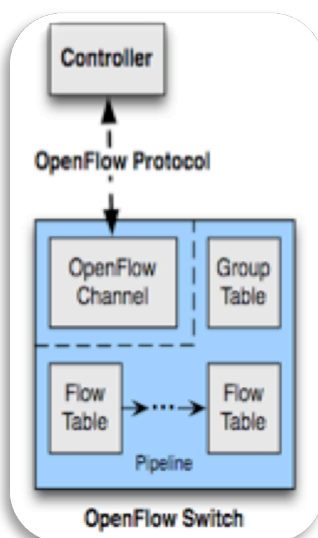 Controller
OpenFlow Protocol
OpenFlow
Channel
Group
Table
Flow
Table
...
Flow
Table
Pipeline
OpenFlow Switch